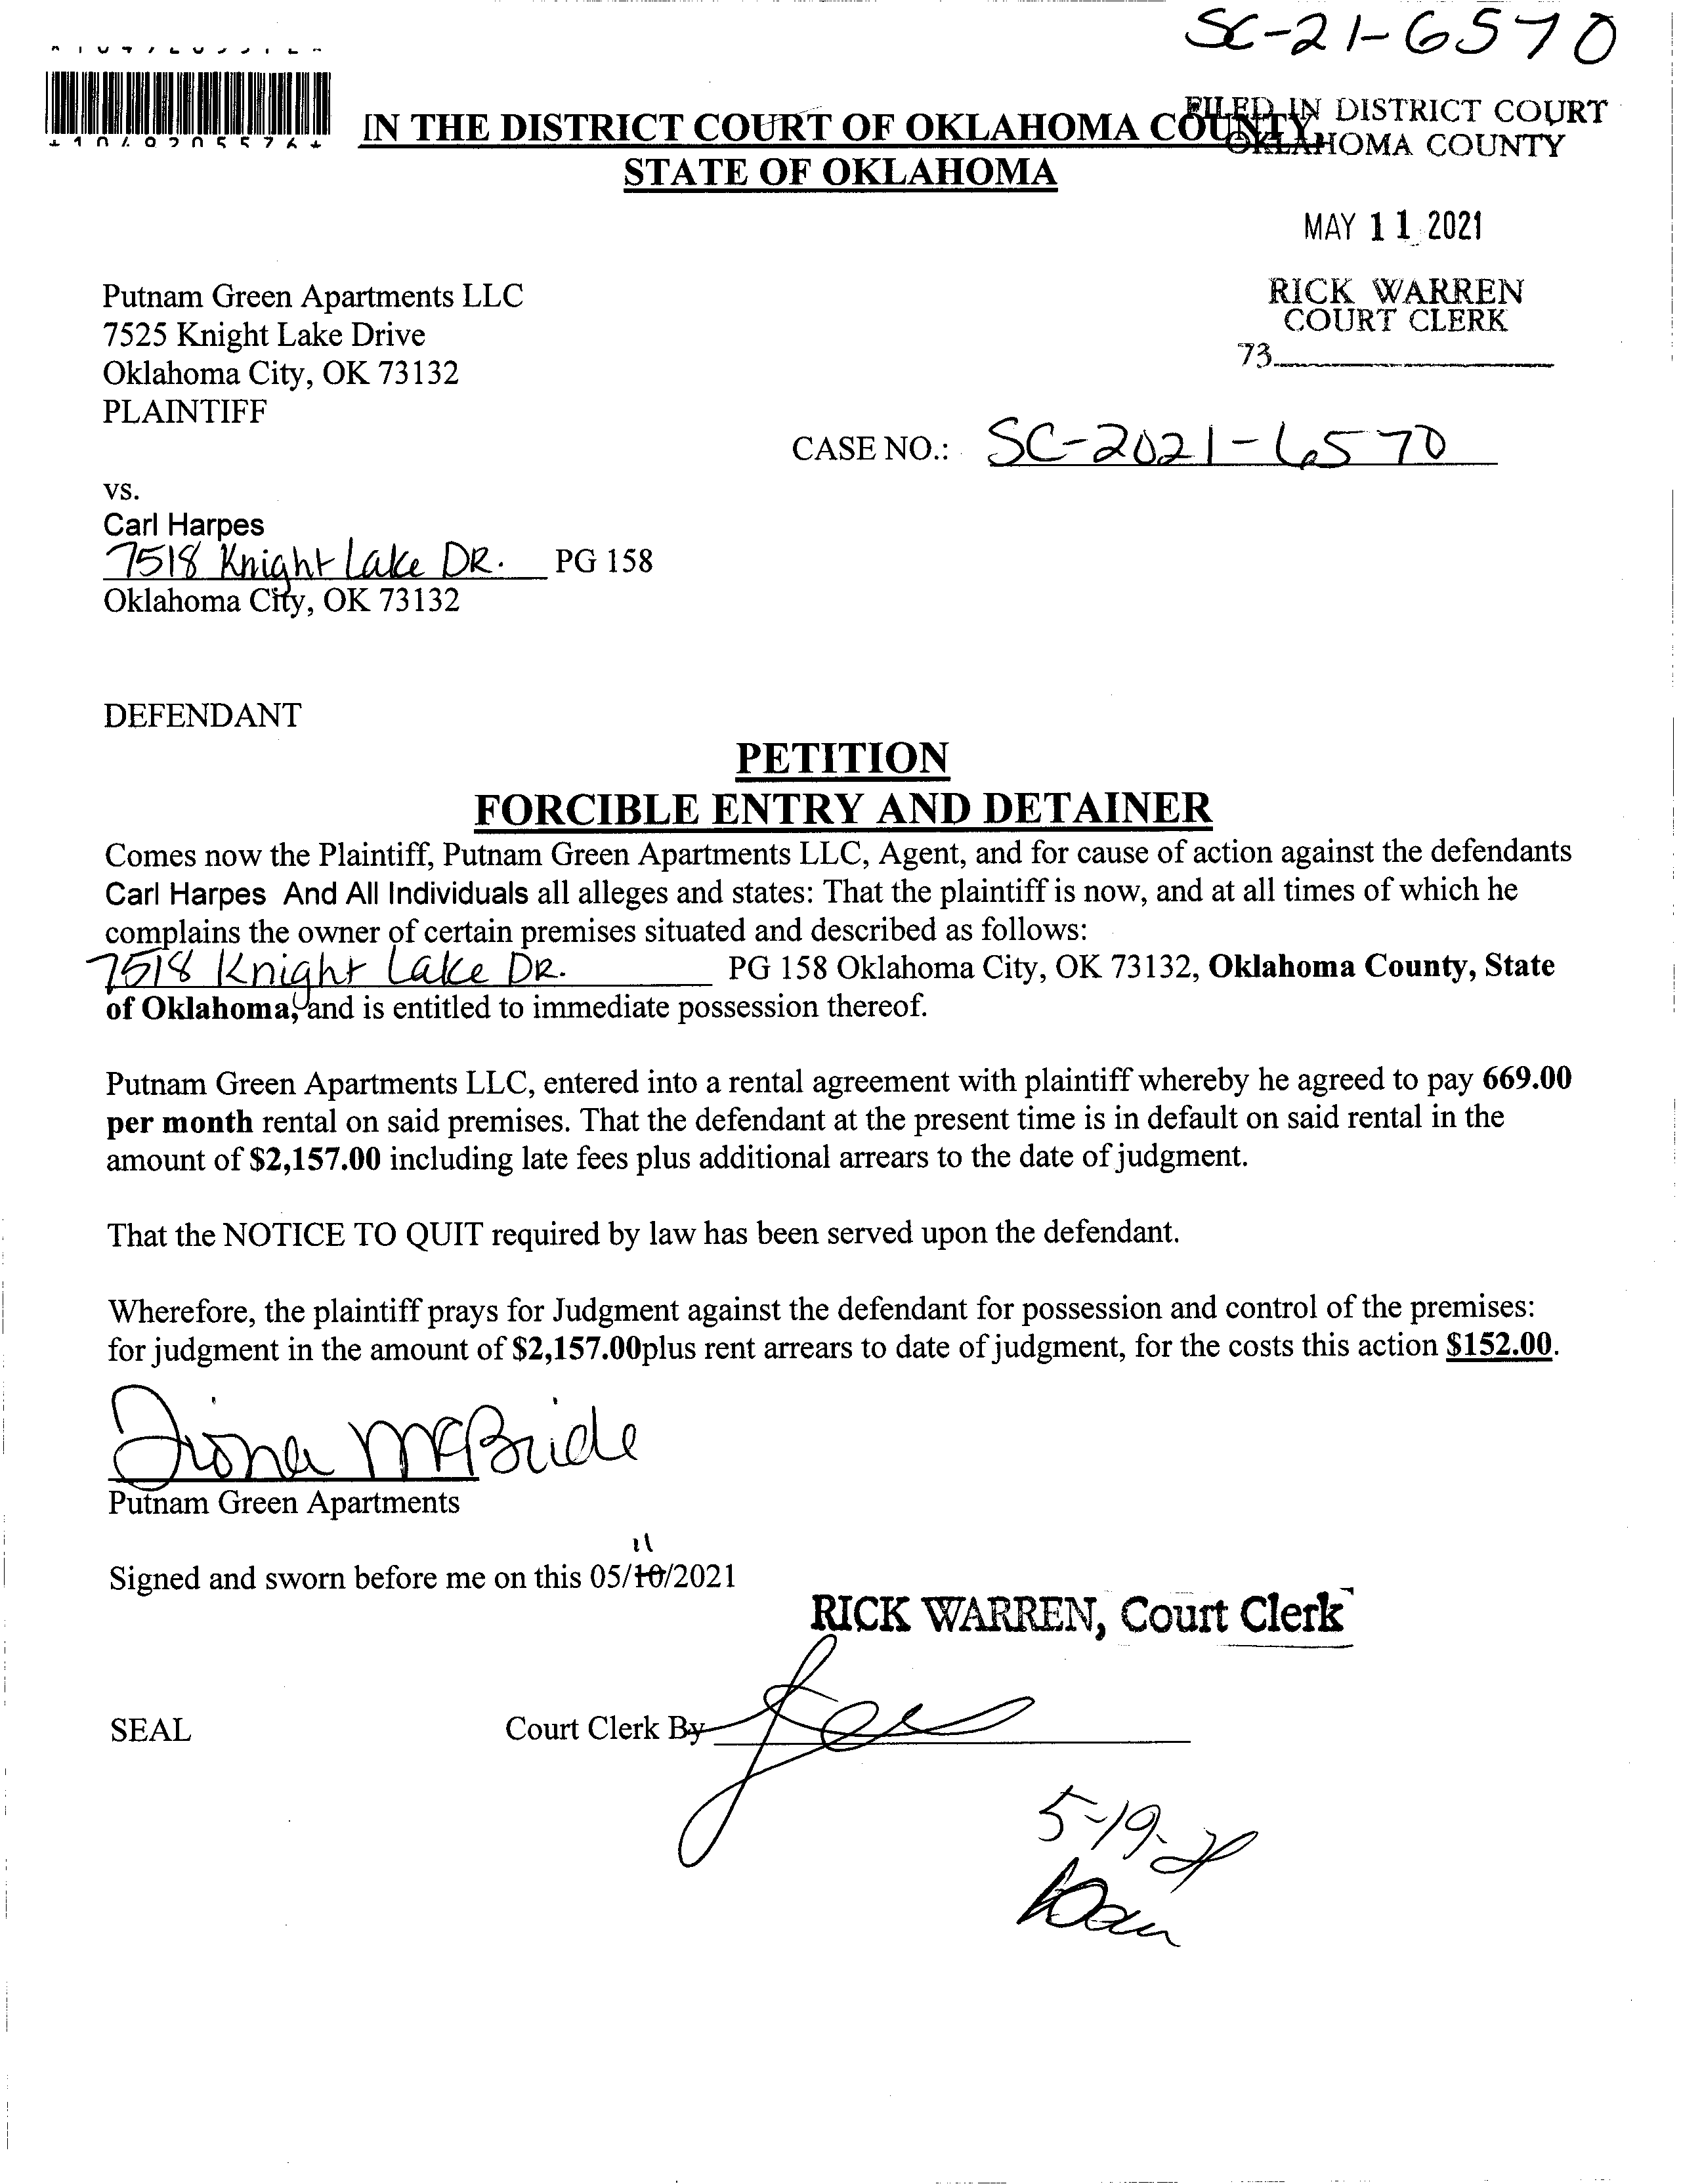 SC-21-6570
IN THE DISTRICT COURT OF OKLAHOMA COUNTY
STATE OF OKLAHOMA
FILED IN DISTRICT COURT
OKLAHOMA COUNTY
MAY 11 2021
RICK WARREN
COURT CLERK
73
Putnam Green Apartments LLC
7525 Knight Lake Drive
Oklahoma City, OK 73132
PLAINTIFF
CASE NO.: SC-2021-6570
vs.
Carl Harpes
7518 Knight Lake DR. PG 158
Oklahoma City, OK 73132
DEFENDANT
PETITION
FORCIBLE ENTRY AND DETAINER
Comes now the Plaintiff, Putnam Green Apartments LLC, Agent, and for cause of action against the defendants
Carl Harpes And All Individuals all alleges and states: That the plaintiff is now, and at all times of which he
complains the owner of certain premises situated and described as follows:
7518 Knight Lake DR. PG 158 Oklahoma City, OK 73132, Oklahoma County, State
of Oklahoma, and is entitled to immediate possession thereof.
Putnam Green Apartments LLC, entered into a rental agreement with plaintiff whereby he agreed to pay 669.00
per month rental on said premises. That the defendant at the present time is in default on said rental in the
amount of $2,157.00 including late fees plus additional arrears to the date of judgment.
That the NOTICE TO QUIT required by law has been served upon the defendant.
Wherefore, the plaintiff prays for Judgment against the defendant for possession and control of the premises:
for judgment in the amount of $2,157.00plus rent arrears to date of judgment, for the costs this action $152.00.
McBride
Putnam Green Apartments
11
Signed and sworn before me on this 05/10/2021
RICK WARREN, Court Clerk
SEAL Court Clerk By
5-19-21